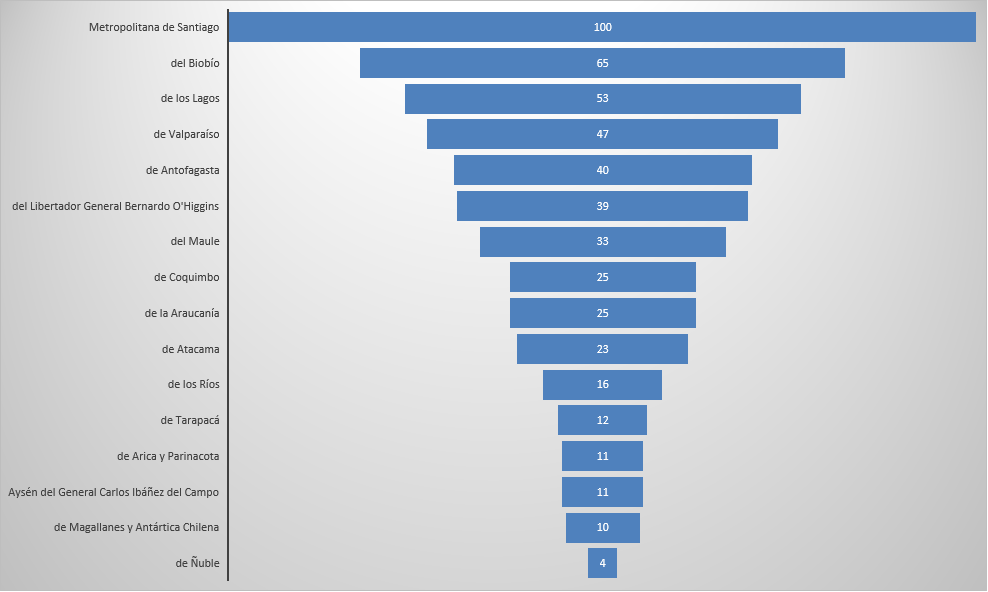 Metropolitana de Santiago 100
del Biobío 65
de los Lagos 53
de Valparaíso 47
de Antofagasta 40
del Libertador General Bernardo O'Higgins 39
del Maule 33
de Coquimbo 25
de la Araucanía 25
de Atacama 23
de los Ríos 16
de Tarapacá 12
de Arica y Parinacota 11
Aysén del General Carlos Ibáñez del Campo 11
de Magallanes y Antártica Chilena 10
de Ñuble 4